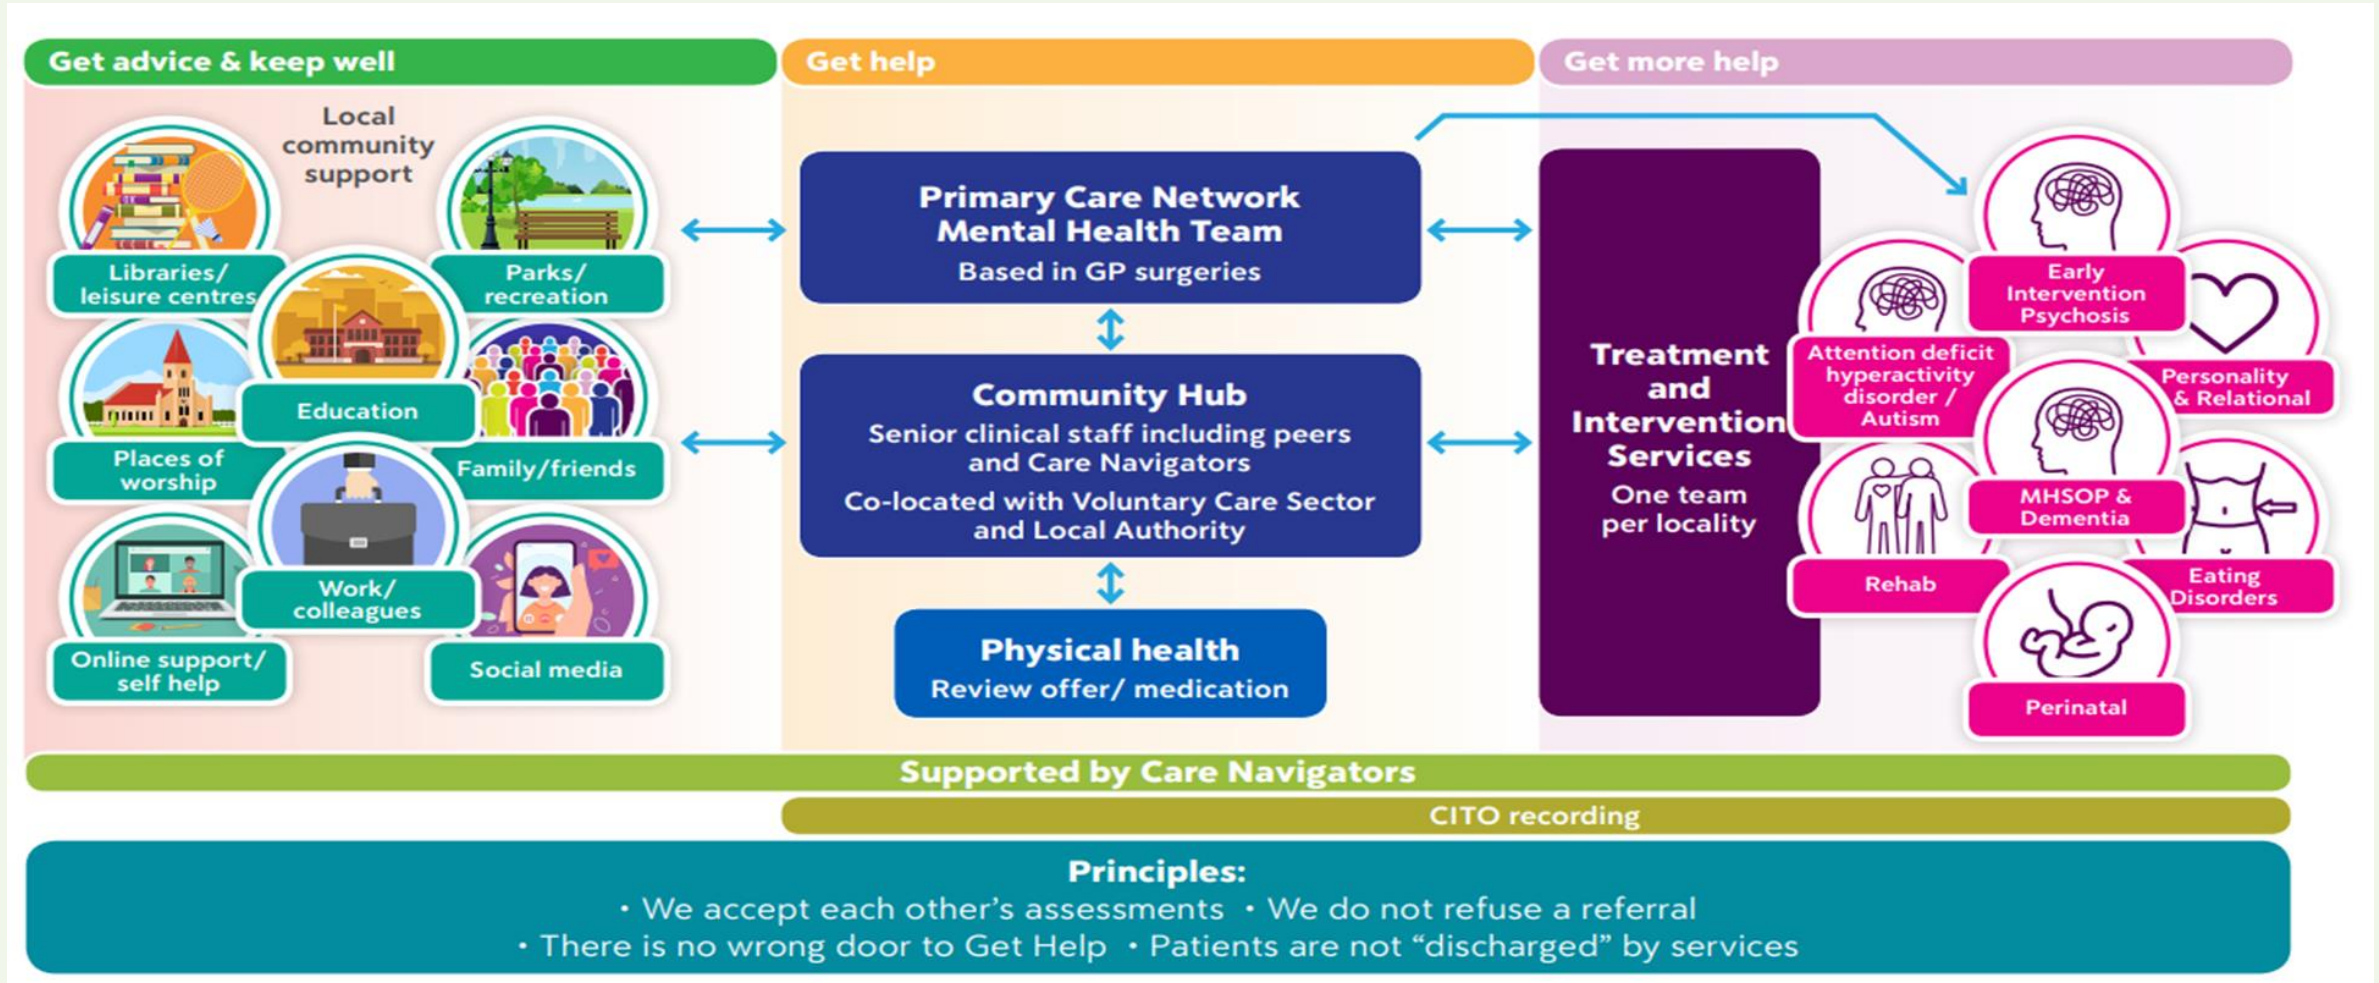 Get advice & keep well
Local
community
support
Libraries/
leisure centres
Parks/
recreation
Education
Places of
worship
Family/friends
Work/
colleagues
Online support/
self help
Social media
Get help
Primary Care Network
Mental Health Team
Based in GP surgeries
Community Hub
Senior clinical staff including peers
and Care Navigators
Co-located with Voluntary Care Sector
and Local Authority
Physical health
Review offer/ medication
Get more help
Treatment
and
Intervention
Services
One team
per locality
Early
Intervention
Psychosis
Attention deficit
hyperactivity
disorder /
Autism
Personality
& Relational
MHSOP &
Dementia
Rehab
Eating
Disorders
Perinatal
Supported by Care Navigators
CITO recording
Principles:
• We accept each other’s assessments • We do not refuse a referral
• There is no wrong door to Get Help • Patients are not “discharged” by services